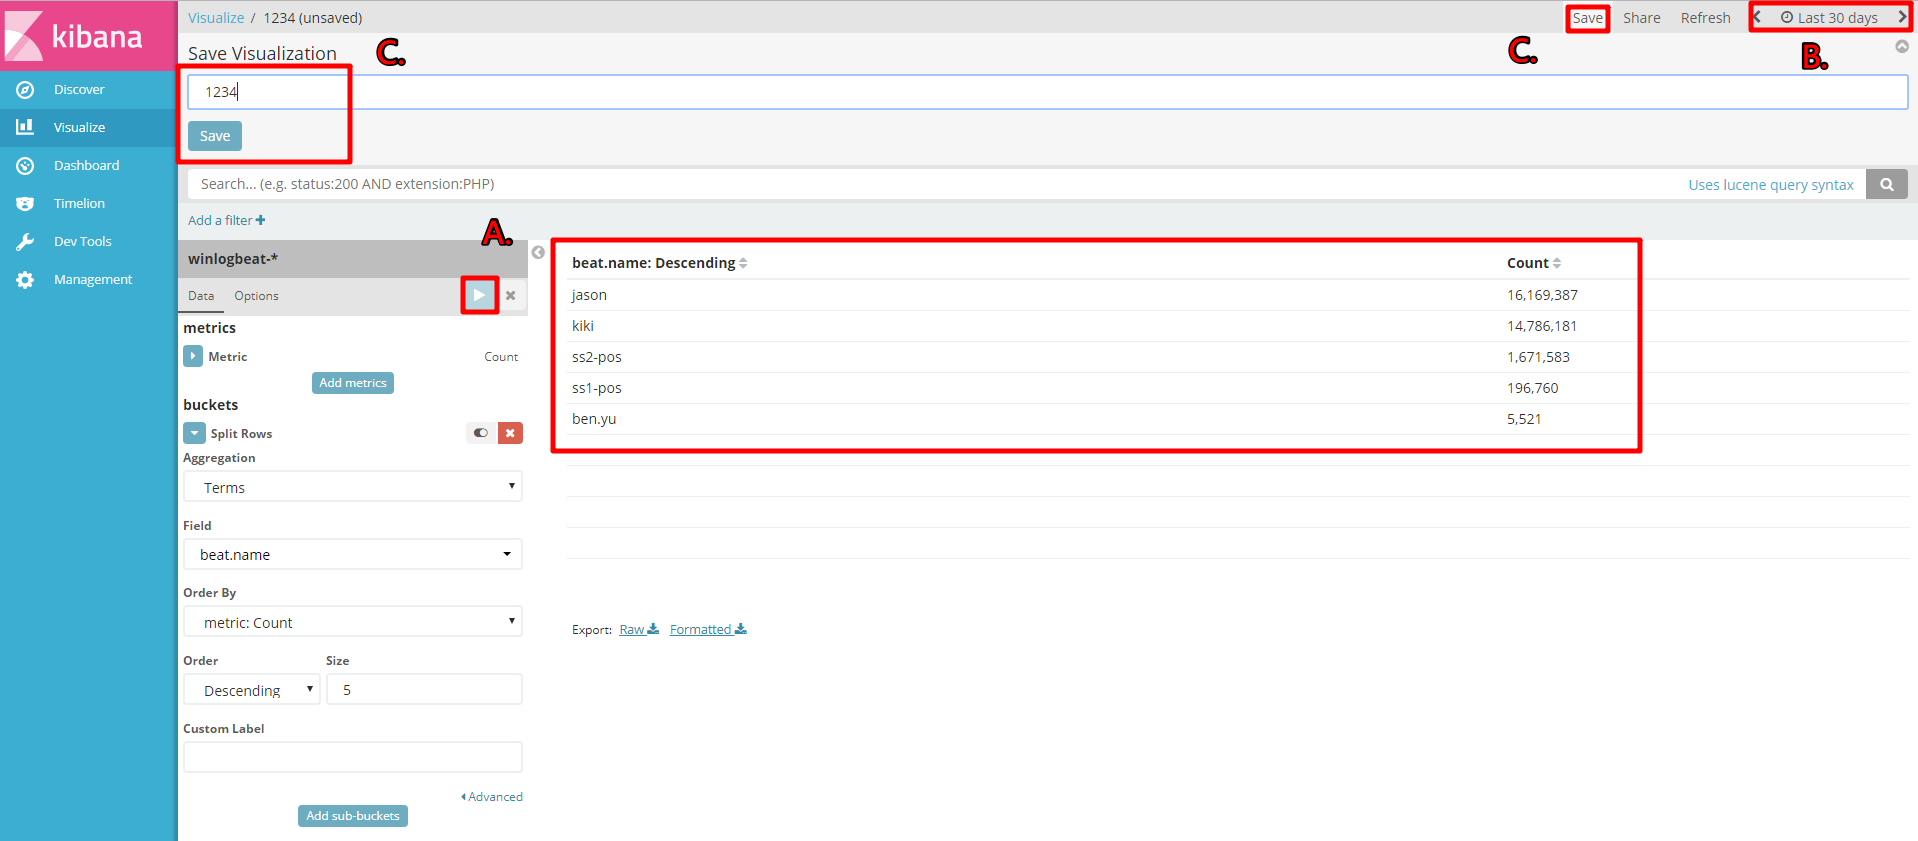 kibana
Discover
Visualize
Dashboard
Timelion
Dev Tools
Management
Visualize / 1234 (unsaved)
Save Share Refresh Last 30 days
Save Visualization C. C. B.
1234
Save
Search... (e.g. status:200 AND extension:PHP) Uses lucene query syntax
Add a filter
A.
winlogbeat-*
Data Options
metrics
Metric Count
Add metrics
buckets
Split Rows
Aggregation
Terms
Field
beat.name
Order By
metric: Count
Order Size
Descending 5
Custom Label
Advanced
Add sub-buckets
beat.name: Descending Count
jason 16,169,387
kiki 14,786,181
ss2-pos 1,671,583
ss1-pos 196,760
ben.yu 5,521
Export: Raw Formatted